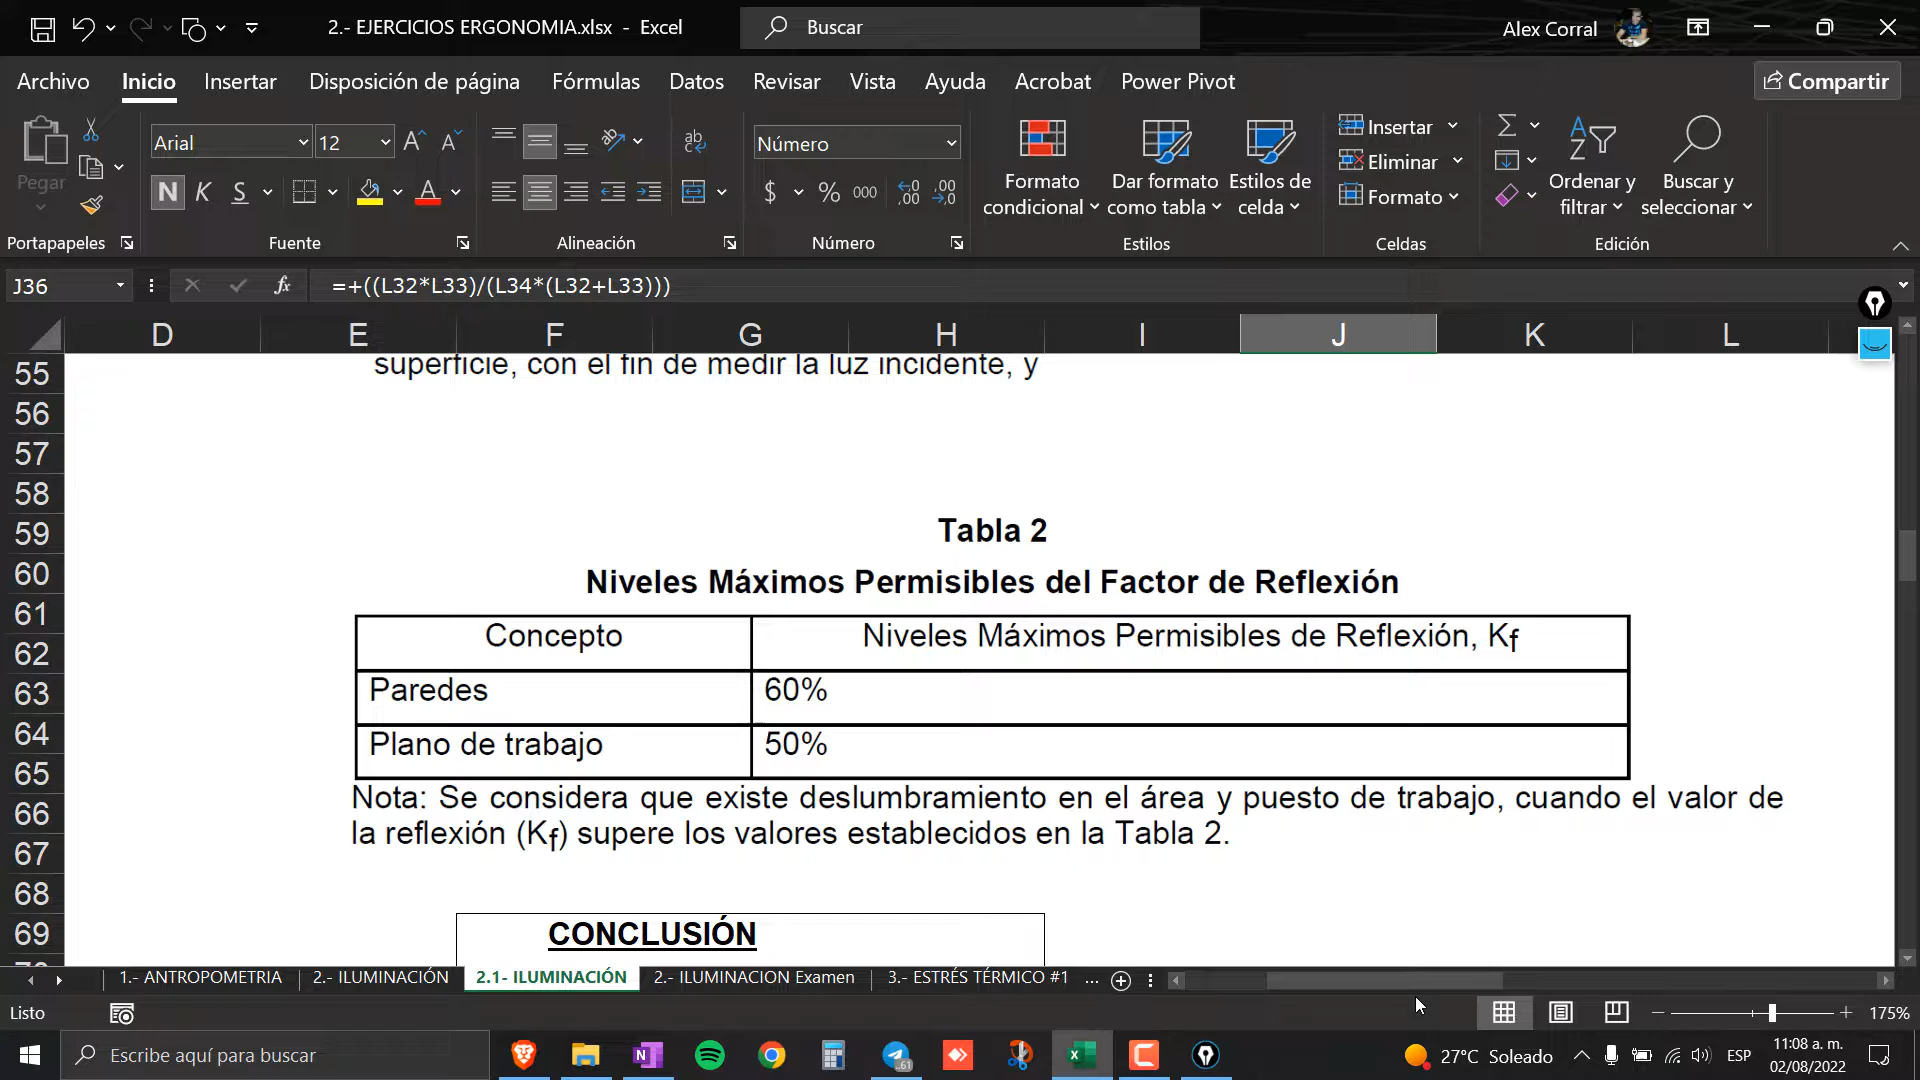 2.- EJERCICIOS ERGONOMIA.xlsx - Excel
Buscar
Alex Corral
Archivo Inicio Insertar Disposición de página Fórmulas Datos Revisar Vista Ayuda Acrobat Power Pivot
Compartir
Pegar
Portapapeles
Arial 12
N K S
Fuente
ab
Alineación
Número
$ % 000
Número
Formato condicional
Dar formato como tabla
Estilos de celda
Estilos
Insertar
Eliminar
Formato
Celdas
Ordenar y filtrar
Buscar y seleccionar
Edición
J36
fx
=+((L32*L33)/(L34*(L32+L33)))
D E F G H I J K L
55
56
57
58
59
60
61
62
63
64
65
66
67
68
69
superficie, con el fin de medir la luz incidente, y
Tabla 2
Niveles Máximos Permisibles del Factor de Reflexión
Concepto Niveles Máximos Permisibles de Reflexión, Kf
Paredes 60%
Plano de trabajo 50%
Nota: Se considera que existe deslumbramiento en el área y puesto de trabajo, cuando el valor de
la reflexión (Kf) supere los valores establecidos en la Tabla 2.
CONCLUSIÓN
1.- ANTROPOMETRIA 2.- ILUMINACIÓN 2.1- ILUMINACIÓN 2.- ILUMINACION Examen 3.- ESTRÉS TÉRMICO #1 ...
Listo
175%
Escribe aquí para buscar
27°C Soleado
ESP
11:08 a. m.
02/08/2022